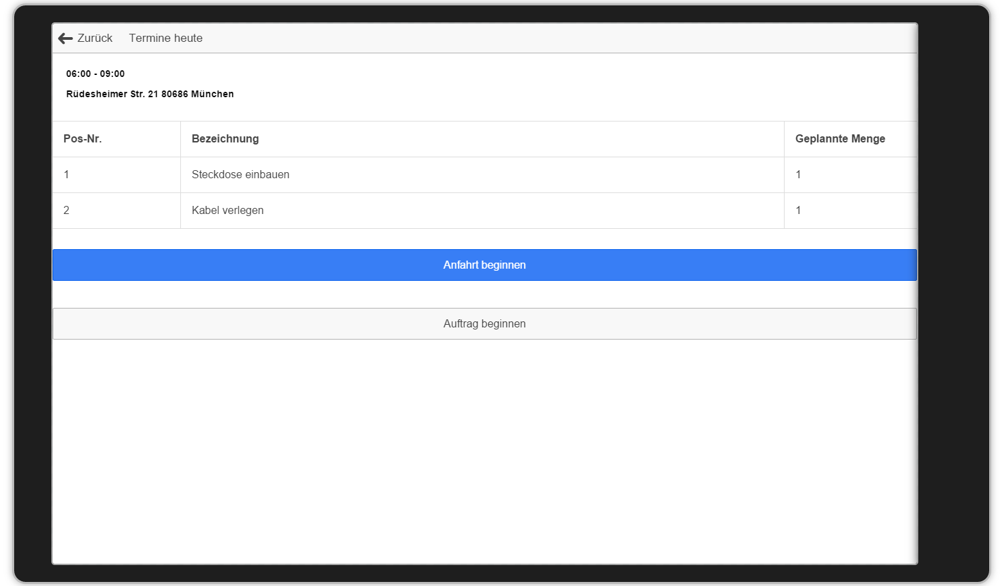 Zurück Termine heute
06:00 - 09:00
Rüdesheimer Str. 21 80686 München
Pos-Nr. Bezeichnung Geplannte Menge
1 Steckdose einbauen 1
2 Kabel verlegen 1
Anfahrt beginnen
Auftrag beginnen